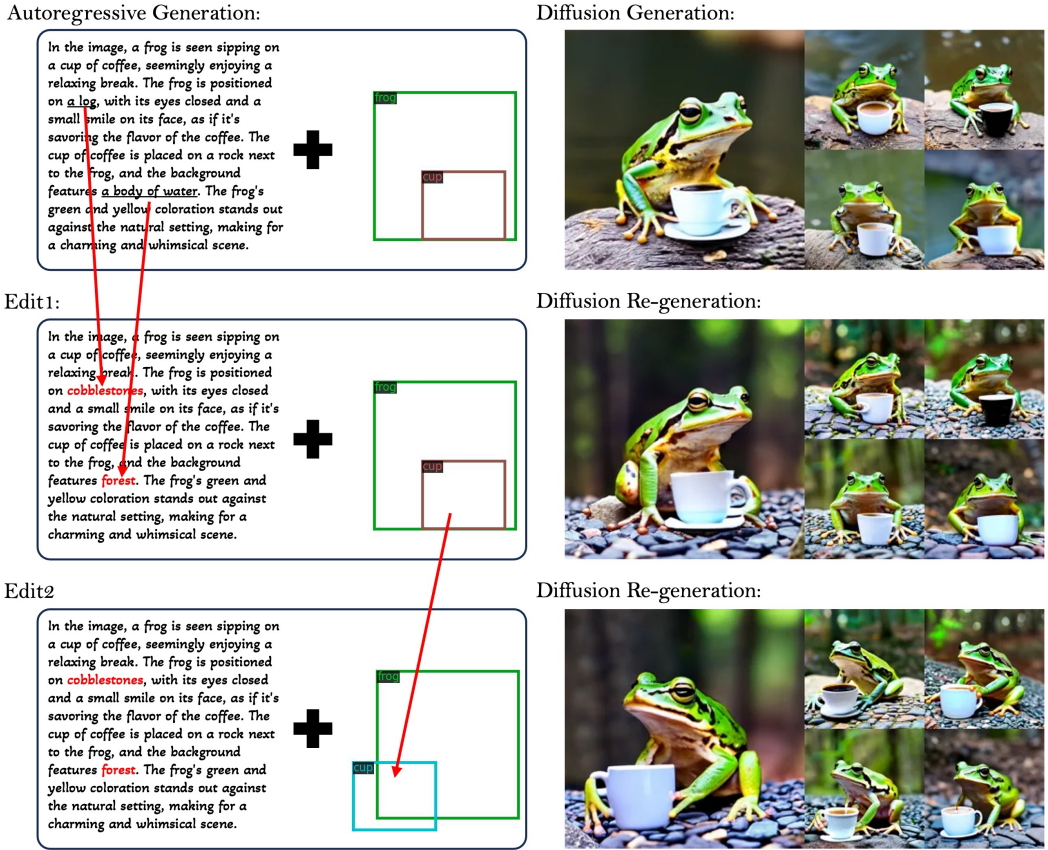 Autoregressive Generation:
In the image, a frog is seen sipping on
a cup of coffee, seemingly enjoying a
relaxing break. The frog is positioned
on a log, with its eyes closed and a
small smile on its face, as if it's
savoring the flavor of the coffee. The
cup of coffee is placed on a rock next
to the frog, and the background
features a body of water. The frog's
green and yellow coloration stands out
against the natural setting, making for
a charming and whimsical scene.
frog
cup
Diffusion Generation:
Edit1:
In the image, a frog is seen sipping on
a cup of coffee, seemingly enjoying a
relaxing break. The frog is positioned
on cobblestones, with its eyes closed
and a small smile on its face, as if it's
savoring the flavor of the coffee. The
cup of coffee is placed on a rock next
to the frog, and the background
features forest. The frog's green and
yellow coloration stands out against
the natural setting, making for a
charming and whimsical scene.
frog
cup
Diffusion Re-generation:
Edit2
In the image, a frog is seen sipping on
a cup of coffee, seemingly enjoying a
relaxing break. The frog is positioned
on cobblestones, with its eyes closed
and a small smile on its face, as if it's
savoring the flavor of the coffee. The
cup of coffee is placed on a rock next
to the frog, and the background
features forest. The frog's green and
yellow coloration stands out against
the natural setting, making for a
charming and whimsical scene.
frog
cup
Diffusion Re-generation: